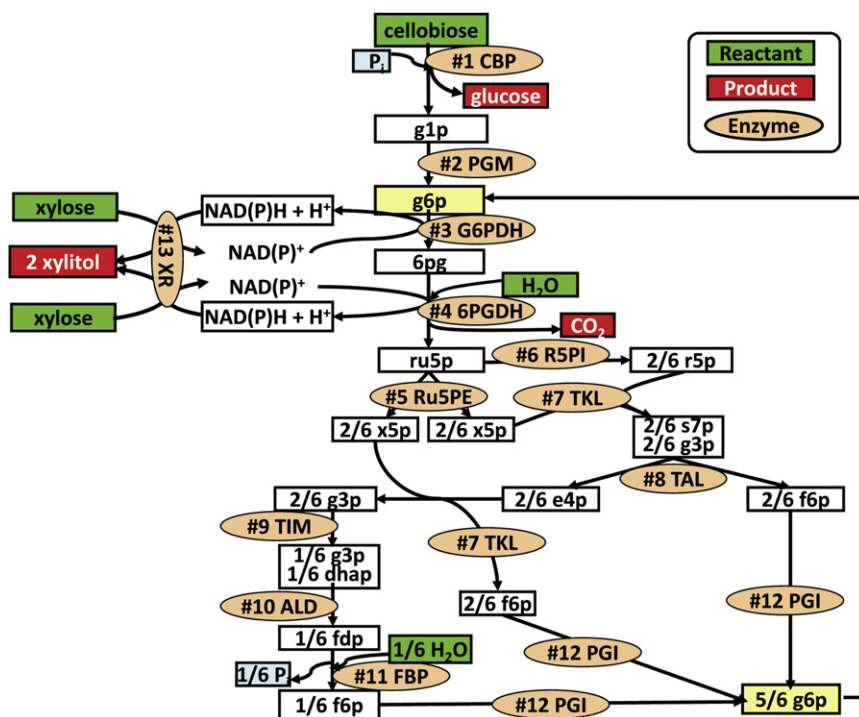 cellobiose
Reactant
Product
Enzyme
Pi
#1 CBP
glucose
g1p
#2 PGM
g6p
xylose
NAD(P)H + H⁺
#3 G6PDH
#13 XR
NAD(P)⁺
2 xylitol
6pg
NAD(P)⁺
H₂O
xylose
NAD(P)H + H⁺
#4 6PGDH
CO₂
ru5p
#6 R5PI
2/6 r5p
#5 Ru5PE
#7 TKL
2/6 x5p
2/6 x5p
2/6 s7p
2/6 g3p
#8 TAL
2/6 g3p
2/6 e4p
2/6 f6p
#9 TIM
#7 TKL
1/6 g3p
1/6 dhap
#10 ALD
2/6 f6p
#12 PGI
1/6 fdp
1/6 H₂O
#12 PGI
1/6 P
#11 FBP
1/6 f6p
#12 PGI
5/6 g6p